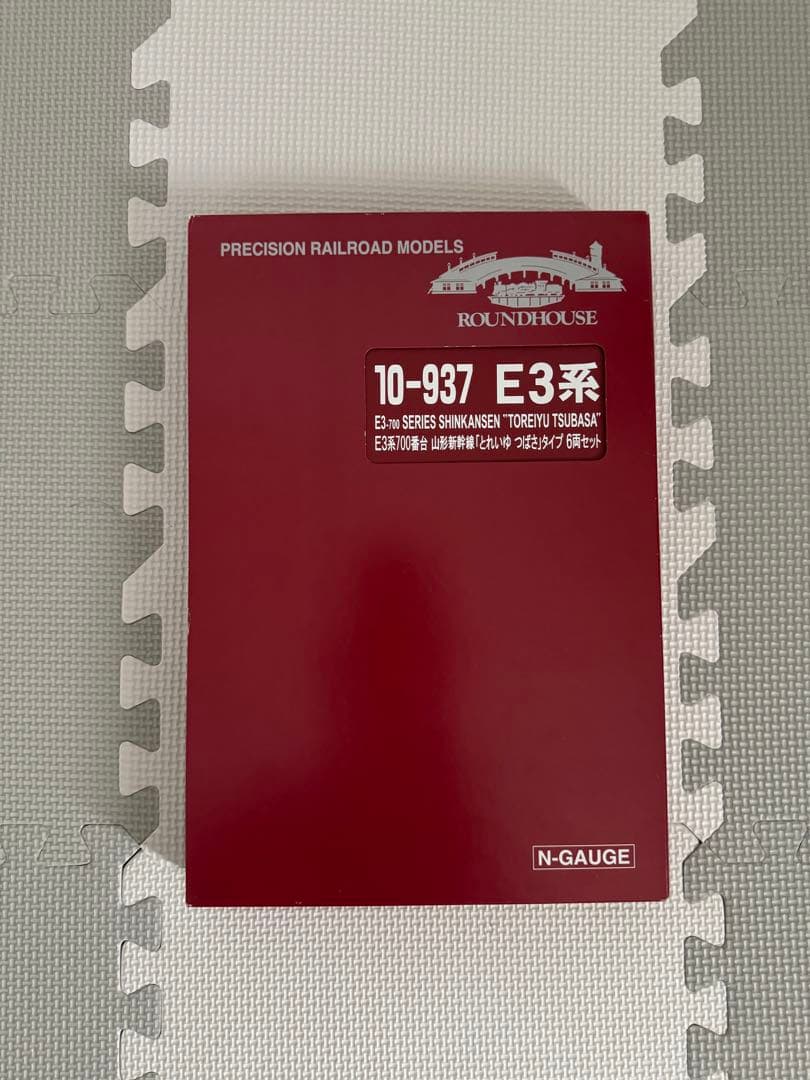 PRECISION RAILROAD MODELS
ROUNDHOUSE
10-937 E3系
E3-700 SERIES SHINKANSEN "TOREIYU TSUBASA"
E3系700番台 山形新幹線「とれいゆ つばさ」タイプ 6両セット
N-GAUGE